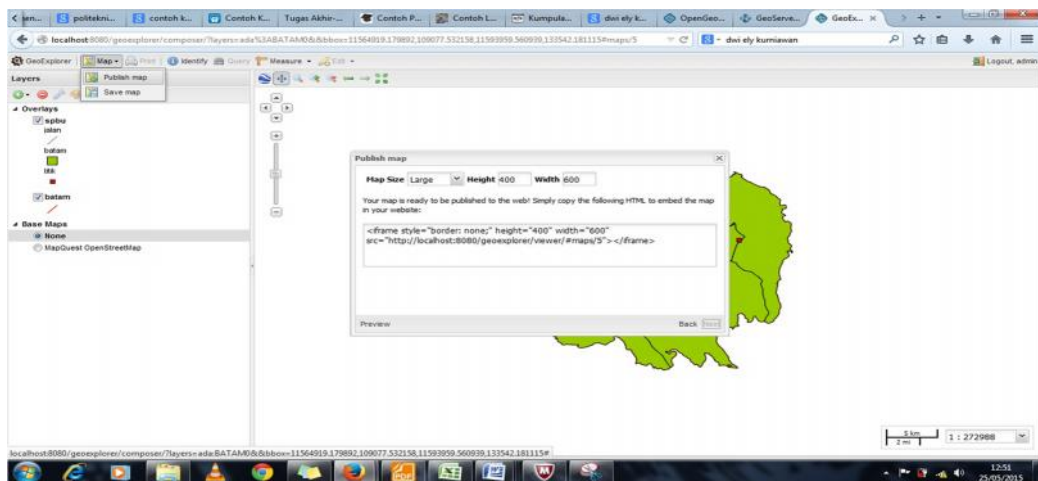 politekni...
contoh k...
Contoh K...
Tugas Akhir-...
Contoh P...
Contoh L...
Kumpula...
dwi ely k...
OpenGeo...
GeoServe...
GeoEx...
localhost:8080/geoexplorer/composer/?layers=ada%3ABATAM0&bbox=11564919.179892,109077.532158,11593959.560939,133542.181115#maps/5
dwi ely kurniawan
GeoExplorer Map Print Identify Query Measure Edit
Logout, admin
Layers
Publish map
Save map
Overlays
spbu
jalan
batam
titik
batam
Base Maps
None
MapQuest OpenStreetMap
Publish map
Map Size Large Height 400 Width 600
Your map is ready to be published to the web! Simply copy the following HTML to embed the map
in your website:
<iframe style="border: none;" height="400" width="600"
src="http://localhost:8080/geoexplorer/viewer/#maps/5"></iframe>
Preview Back Next
5 km
2 mi
1 : 272988
localhost:8080/geoexplorer/composer/?layers=ada:BATAM0&bbox=11564919.179892,109077.532158,11593959.560939,133542.181115#
12:51
25/05/2015